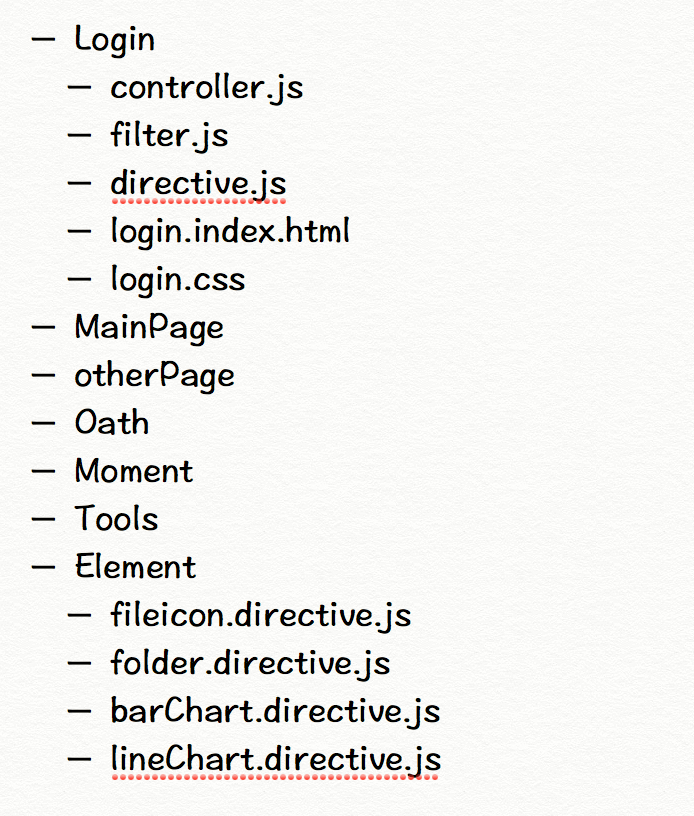 – Login
– controller.js
– filter.js
– directive.js
– login.index.html
– login.css
– MainPage
– otherPage
– Oath
– Moment
– Tools
– Element
– fileicon.directive.js
– folder.directive.js
– barChart.directive.js
– lineChart.directive.js